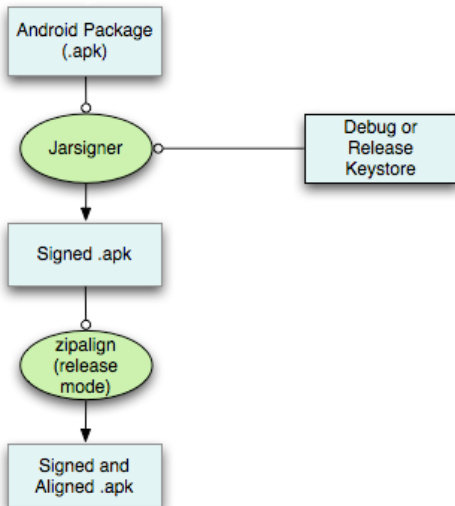 Android Package
(.apk)
Jarsigner
Debug or
Release
Keystore
Signed .apk
zipalign
(release
mode)
Signed and
Aligned .apk